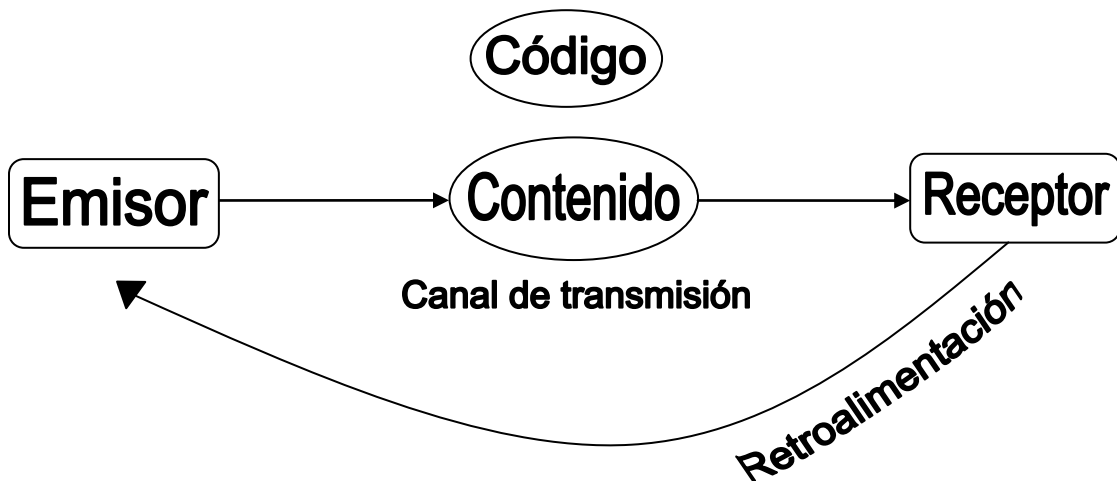 Código
Emisor
Contenido
Receptor
Canal de transmisión
Retroalimentación